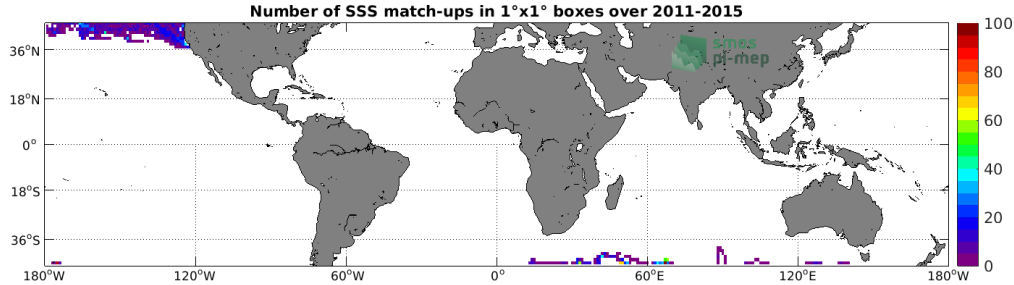 Number of SSS match-ups in 1°x1° boxes over 2011-2015
smos
pi-mep
36°N
18°N
0°
18°S
36°S
180°W
120°W
60°W
0°
60°E
120°E
180°W
100
80
60
40
20
0